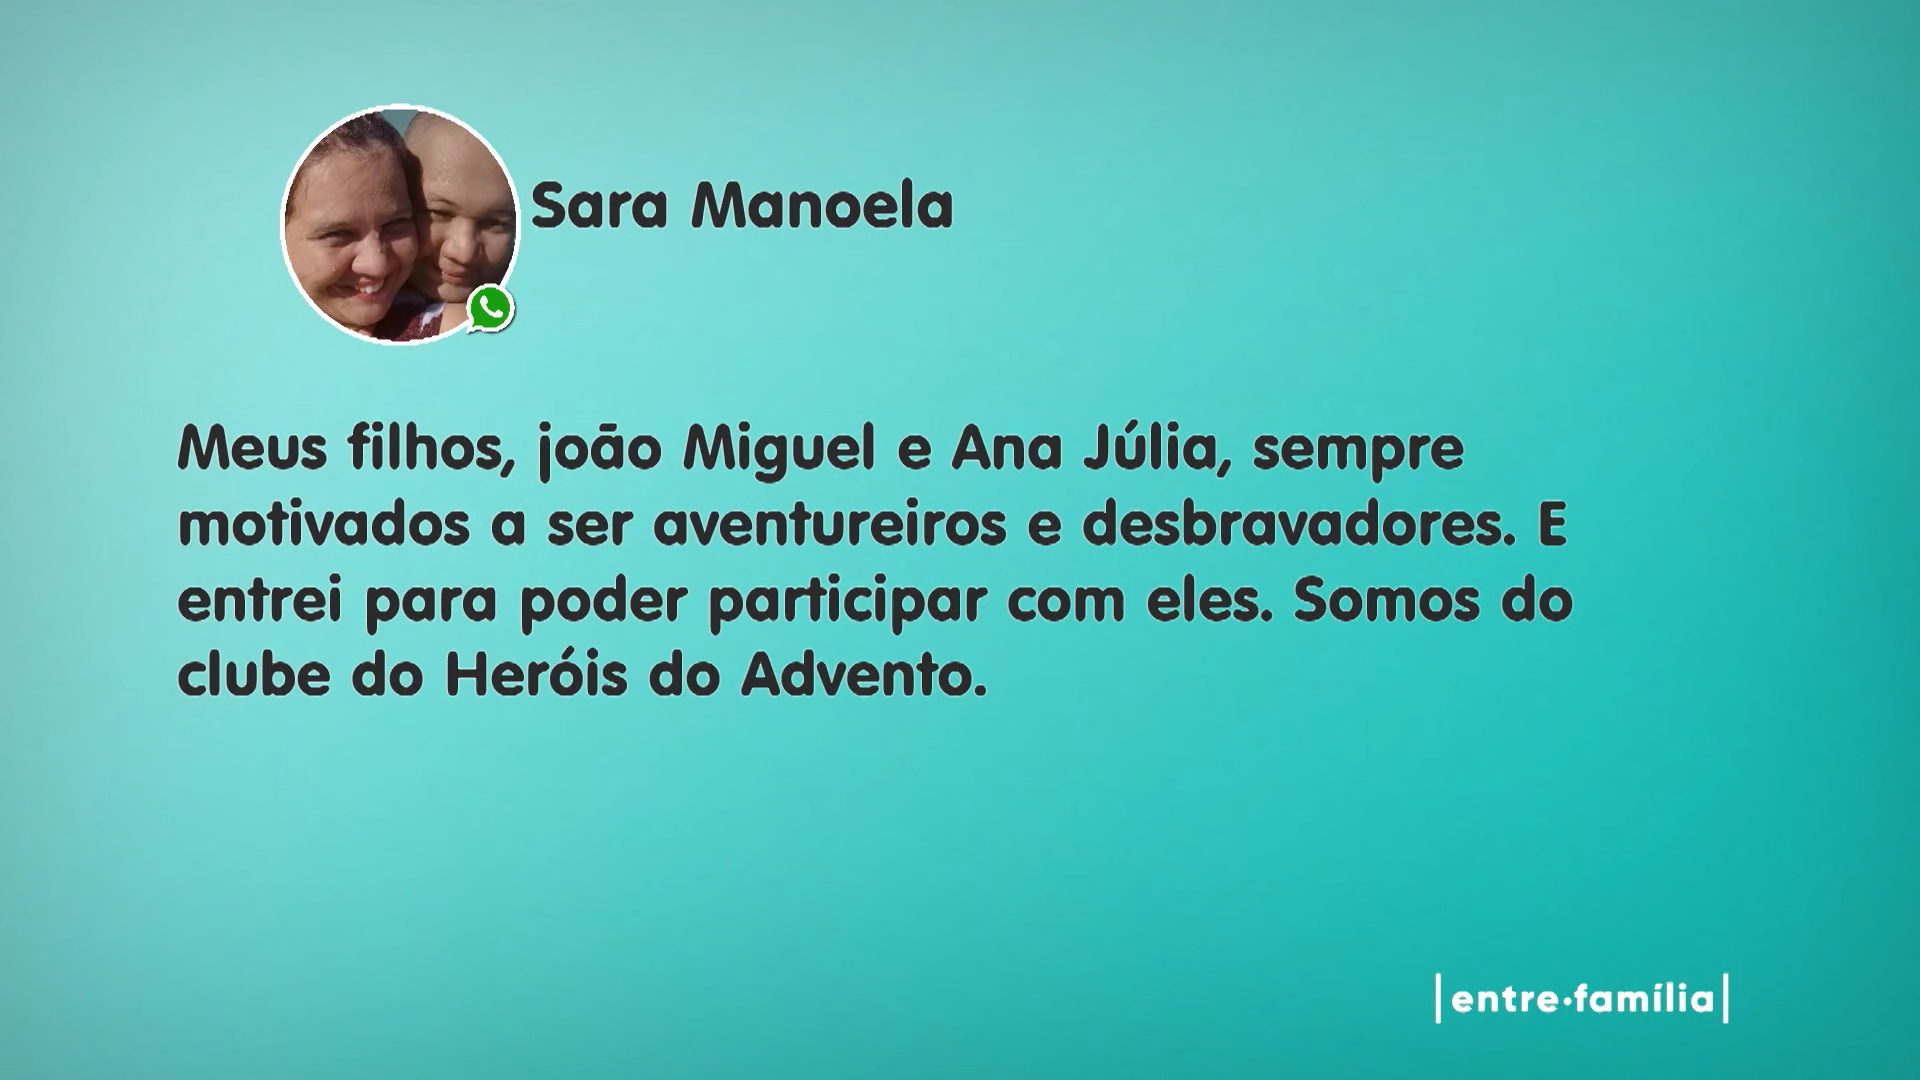 Sara Manoela
Meus filhos, joão Miguel e Ana Júlia, sempre
motivados a ser aventureiros e desbravadores. E
entrei para poder participar com eles. Somos do
clube do Heróis do Advento.
|entre•família|